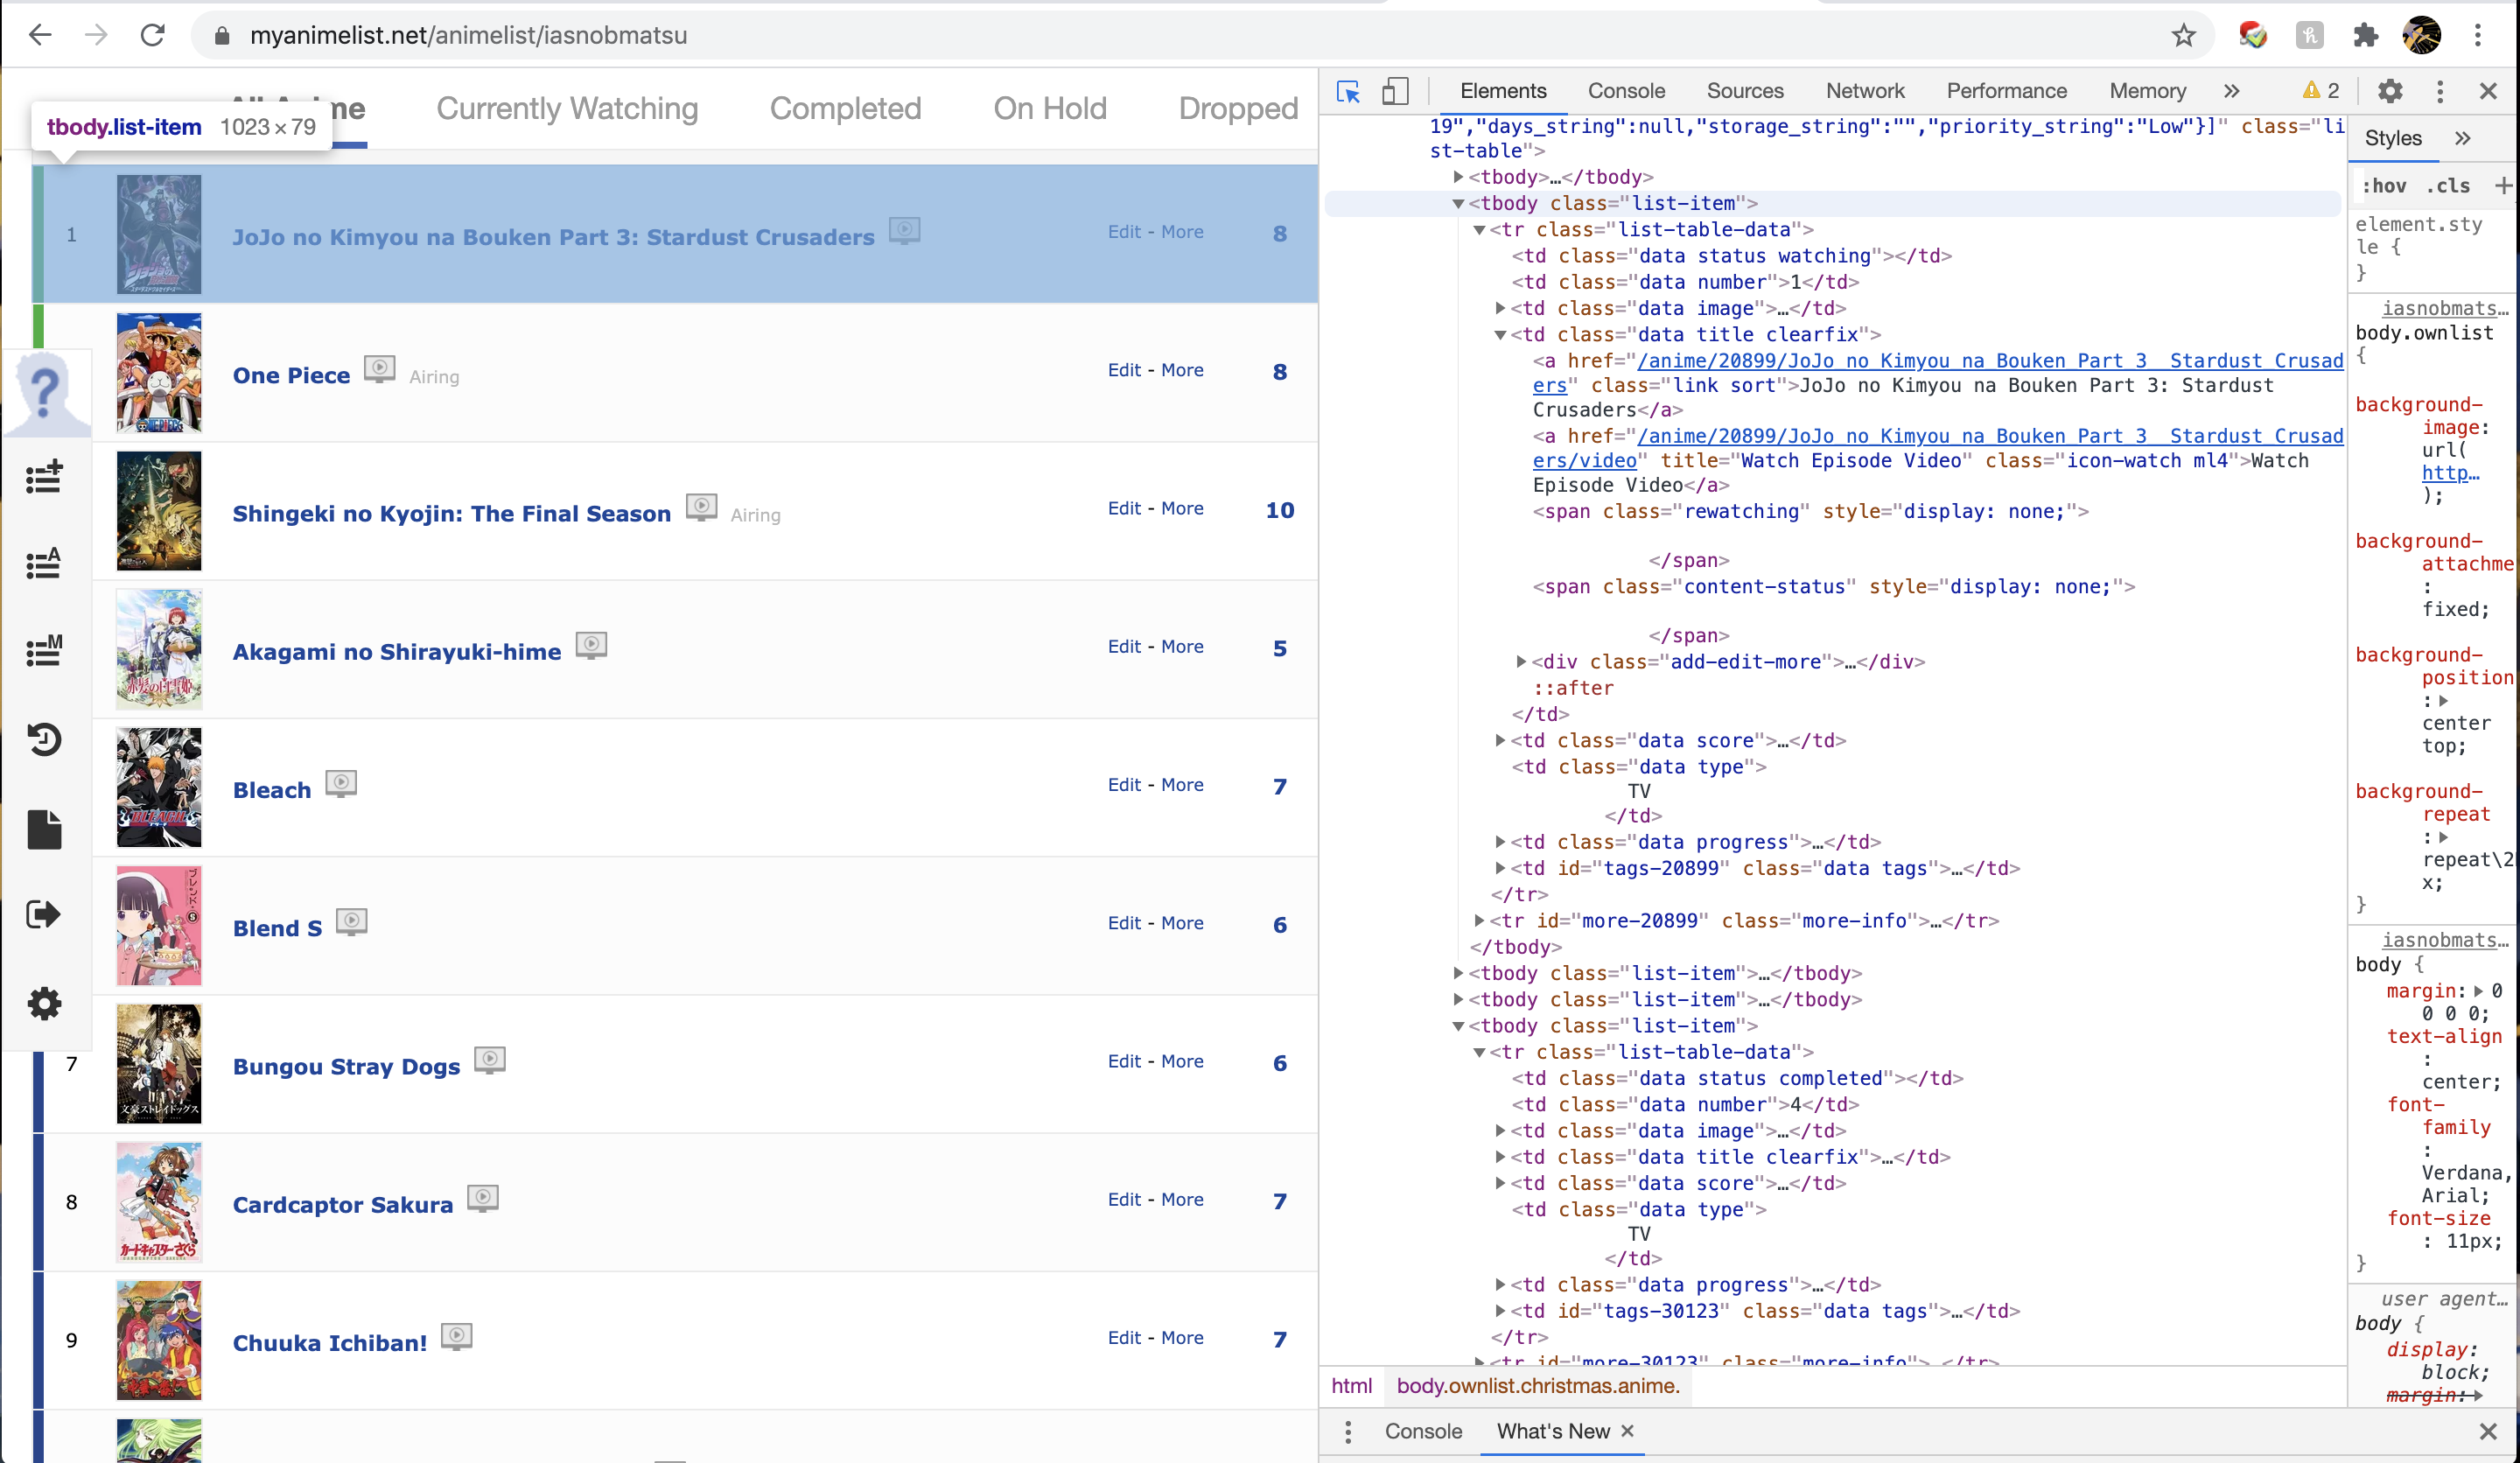 myanimelist.net/animelist/iasnobmatsu
Currently Watching
Completed
On Hold
Dropped
tbody.list-item 1023 × 79
1
JoJo no Kimyou na Bouken Part 3: Stardust Crusaders
Edit - More
8
One Piece
Airing
Edit - More
8
Shingeki no Kyojin: The Final Season
Airing
Edit - More
10
Akagami no Shirayuki-hime
Edit - More
5
Bleach
Edit - More
7
Blend S
Edit - More
6
7
Bungou Stray Dogs
Edit - More
6
8
Cardcaptor Sakura
Edit - More
7
9
Chuuka Ichiban!
Edit - More
7
Elements
Console
Sources
Network
Performance
Memory
»
2
19","days_string":null,"storage_string":"","priority_string":"Low"}]" class="li
st-table">
<tbody>…</tbody>
<tbody class="list-item">
<tr class="list-table-data">
<td class="data status watching"></td>
<td class="data number">1</td>
<td class="data image">…</td>
<td class="data title clearfix">
<a href="/anime/20899/JoJo_no_Kimyou_na_Bouken_Part_3__Stardust_Crusad
ers" class="link sort">JoJo no Kimyou na Bouken Part 3: Stardust
Crusaders</a>
<a href="/anime/20899/JoJo_no_Kimyou_na_Bouken_Part_3__Stardust_Crusad
ers/video" title="Watch Episode Video" class="icon-watch ml4">Watch
Episode Video</a>
<span class="rewatching" style="display: none;">
</span>
<span class="content-status" style="display: none;">
</span>
<div class="add-edit-more">…</div>
::after
</td>
<td class="data score">…</td>
<td class="data type">
TV
</td>
<td class="data progress">…</td>
<td id="tags-20899" class="data tags">…</td>
</tr>
<tr id="more-20899" class="more-info">…</tr>
</tbody>
<tbody class="list-item">…</tbody>
<tbody class="list-item">…</tbody>
<tbody class="list-item">
<tr class="list-table-data">
<td class="data status completed"></td>
<td class="data number">4</td>
<td class="data image">…</td>
<td class="data title clearfix">…</td>
<td class="data score">…</td>
<td class="data type">
TV
</td>
<td class="data progress">…</td>
<td id="tags-30123" class="data tags">…</td>
</tr>
<tr id="more-30123" class="more-info">…</tr>
html
body.ownlist.christmas.anime.
Console
What's New
Styles »
:hov .cls +
element.sty
le {
}
iasnobmats…
body.ownlist
{
background-
image:
url(
http…
);
background-
attachme
:
fixed;
background-
position
:
center
top;
background-
repeat
:
repeat\2
x;
}
iasnobmats…
body {
margin: 0
0 0 0;
text-align
:
center;
font-
family
:
Verdana,
Arial;
font-size
: 11px;
}
user agent…
body {
display:
block;
margin: